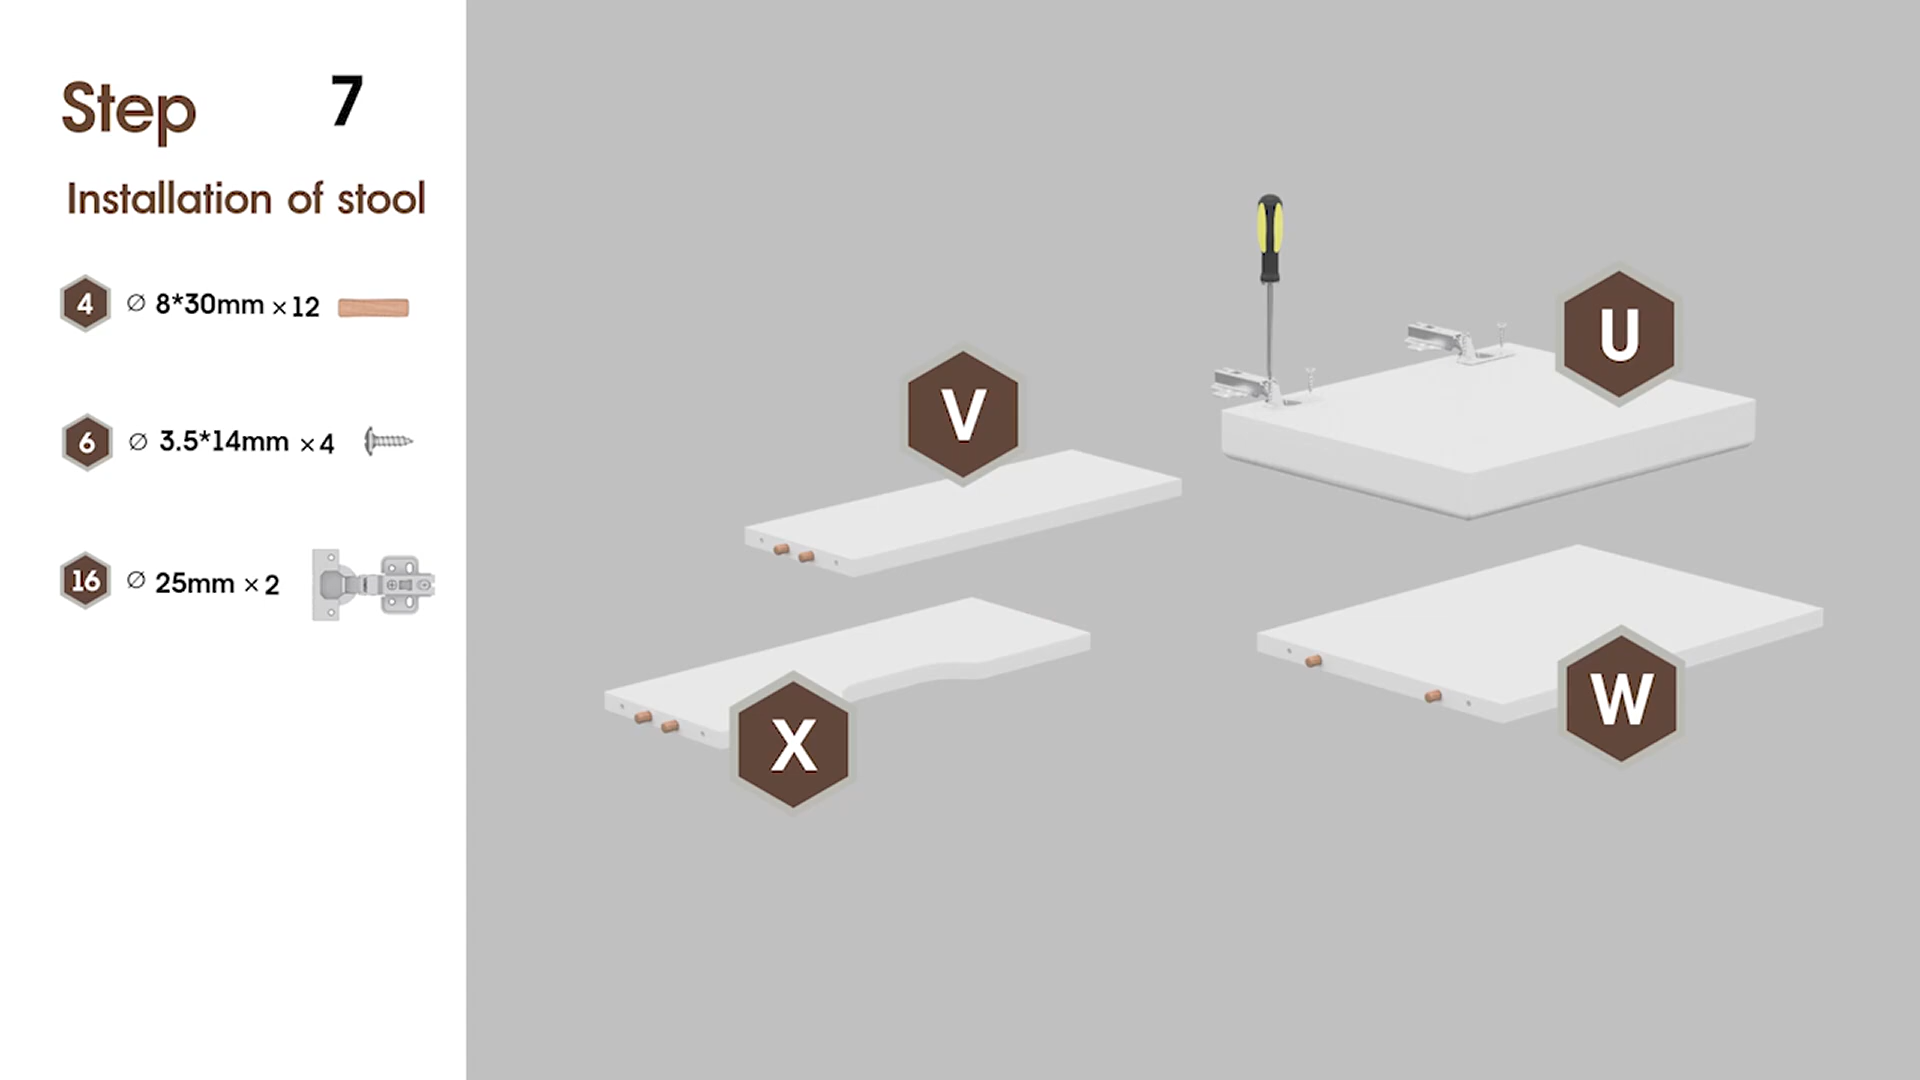 Step 7
Installation of stool
4 ∅ 8*30mm ×12
6 ∅ 3.5*14mm ×4
16 ∅ 25mm ×2
U
V
W
X